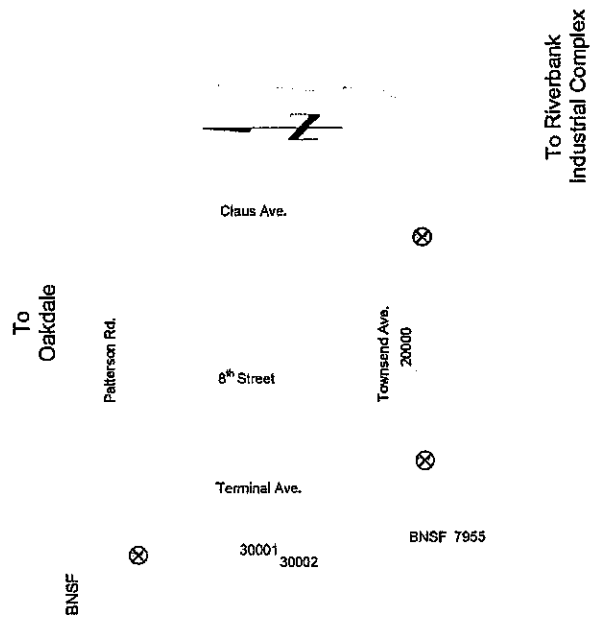 To Riverbank
Industrial Complex
Claus Ave.
To
Oakdale
Patterson Rd.
Townsend Ave.
20000
8th Street
Terminal Ave.
BNSF 7955
30001
30002
BNSF